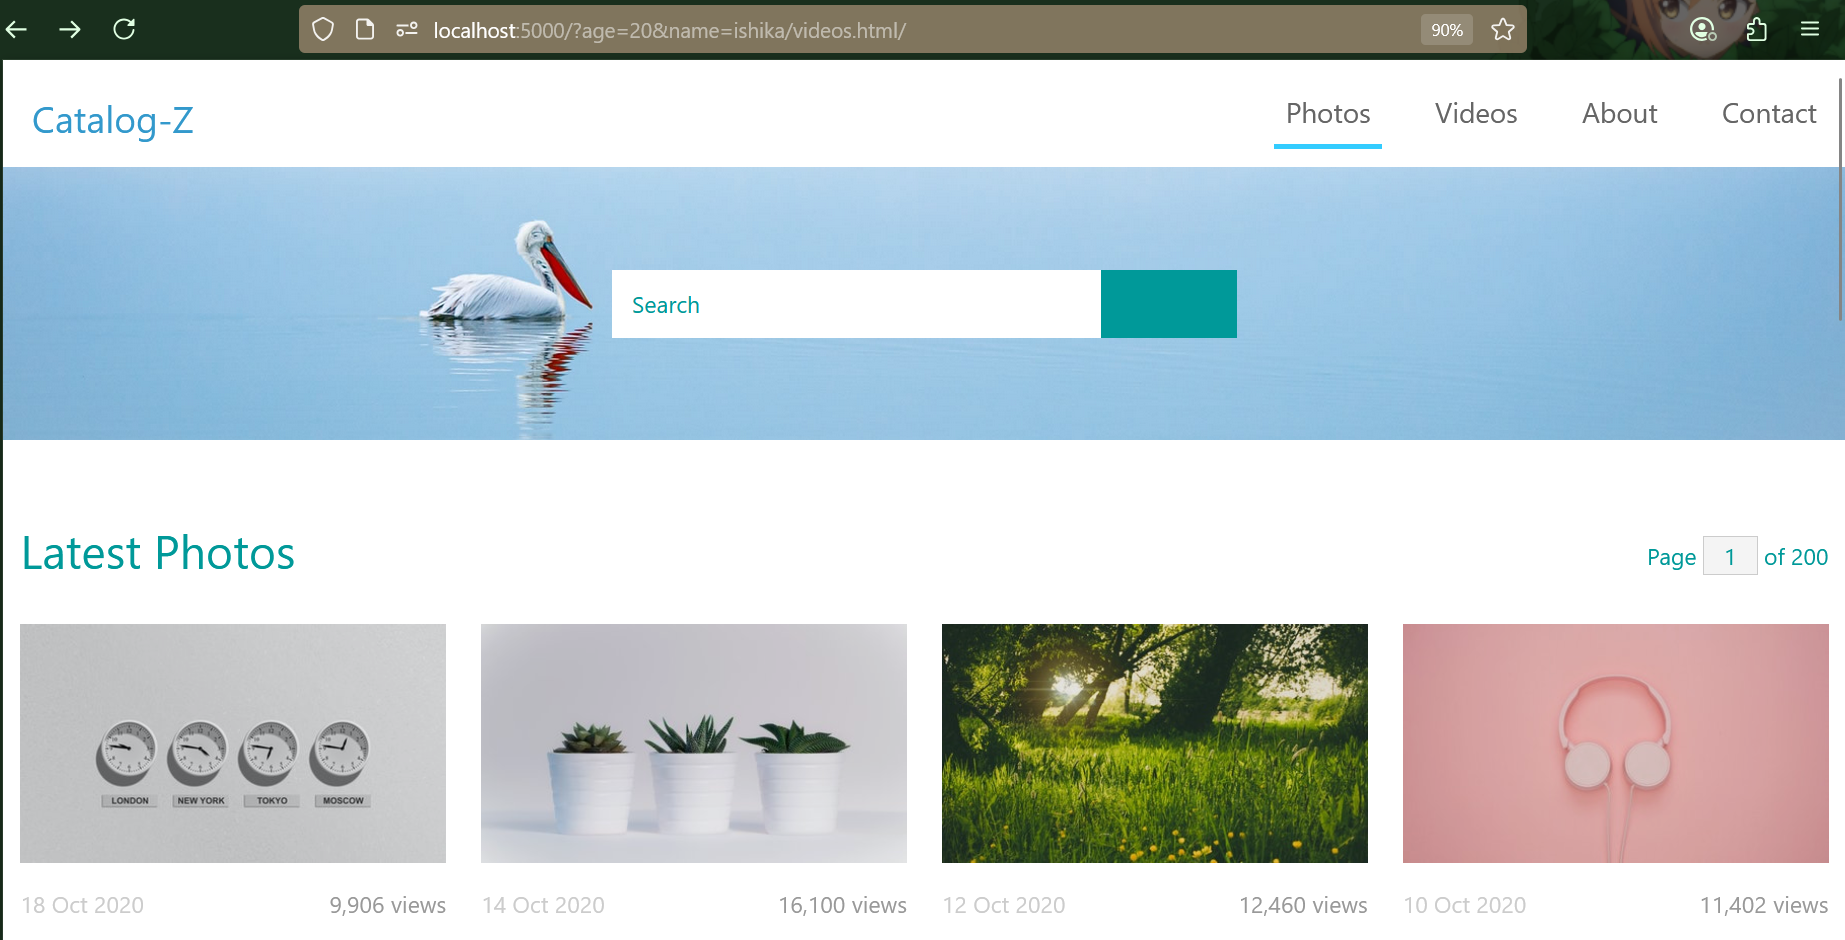 localhost:5000/?age=20&name=ishika/videos.html/
90%
Catalog-Z
Photos
Videos
About
Contact
Search
Latest Photos
Page 1 of 200
LONDON
NEW YORK
TOKYO
MOSCOW
18 Oct 2020
9,906 views
14 Oct 2020
16,100 views
12 Oct 2020
12,460 views
10 Oct 2020
11,402 views